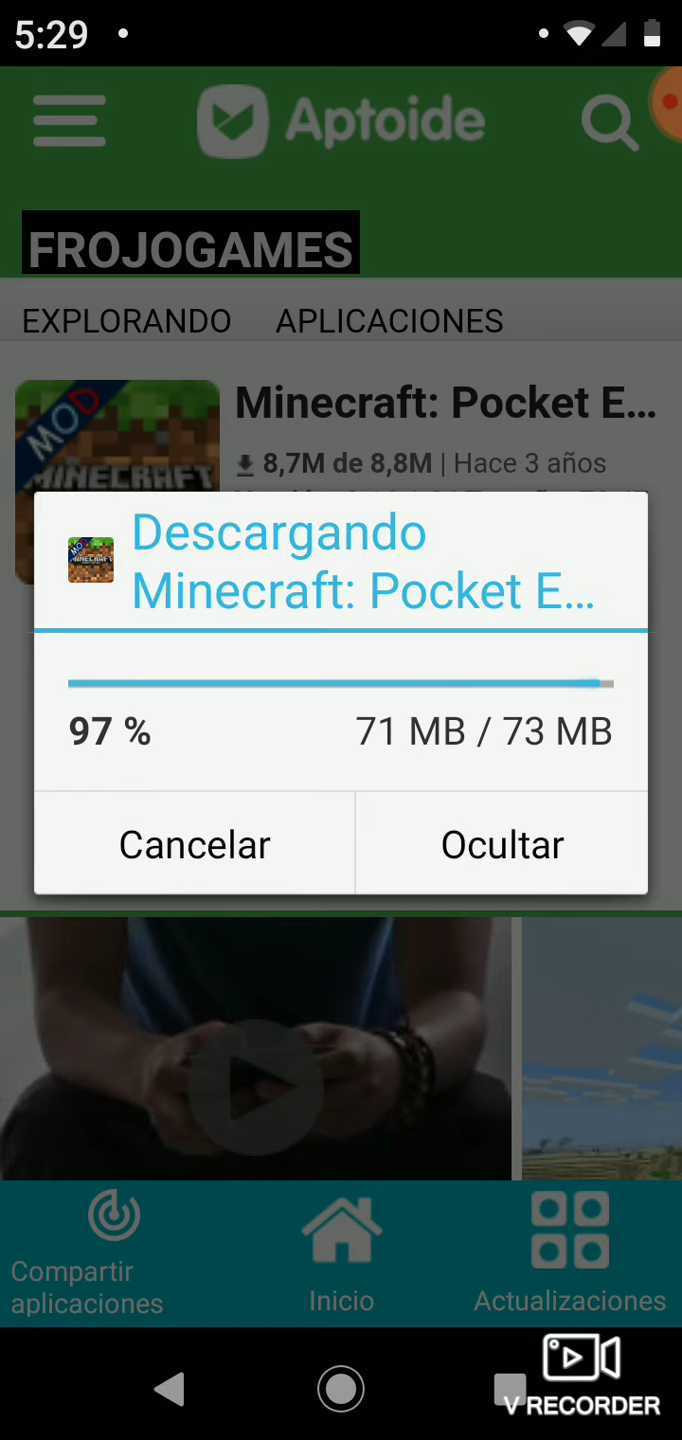 5:29
Aptoide
FROJOGAMES
EXPLORANDO APLICACIONES
MOD
MINECRAFT
Minecraft: Pocket E...
8,7M de 8,8M | Hace 3 años
Descargando
Minecraft: Pocket E...
97 %
71 MB / 73 MB
Cancelar
Ocultar
Compartir
aplicaciones
Inicio
Actualizaciones
V RECORDER